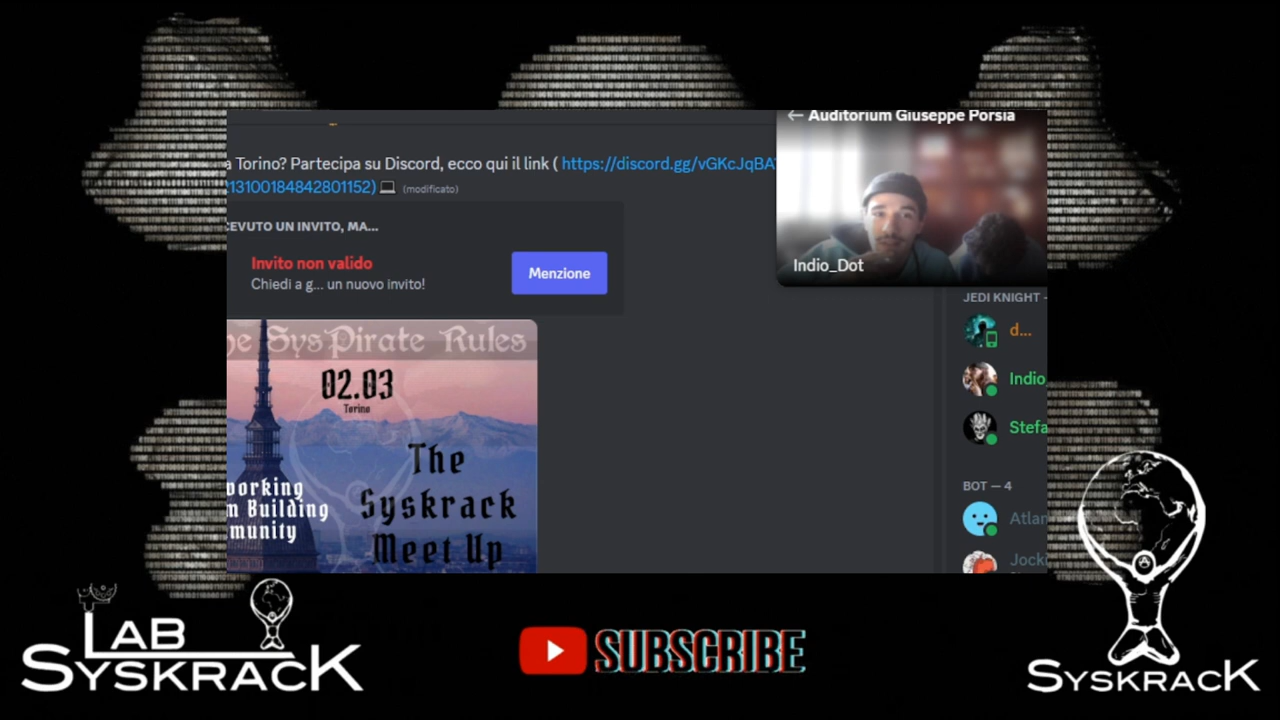 ← Auditorium Giuseppe Porsia
a Torino? Partecipa su Discord, ecco qui il link ( https://discord.gg/vGKcJqBA
13100184842801152) (modificato)
CEVUTO UN INVITO, MA...
Invito non valido
Chiedi a g... un nuovo invito!
Menzione
Indio_Dot
JEDI KNIGHT -
d...
Indio
Stefa
BOT — 4
Atlan
Jocki
he SysPirate Rules
02.03
Torino
The
Syskrack
Meet Up
working
m Building
munity
LAB
SYSKRACK
SUBSCRIBE
SYSKRACK